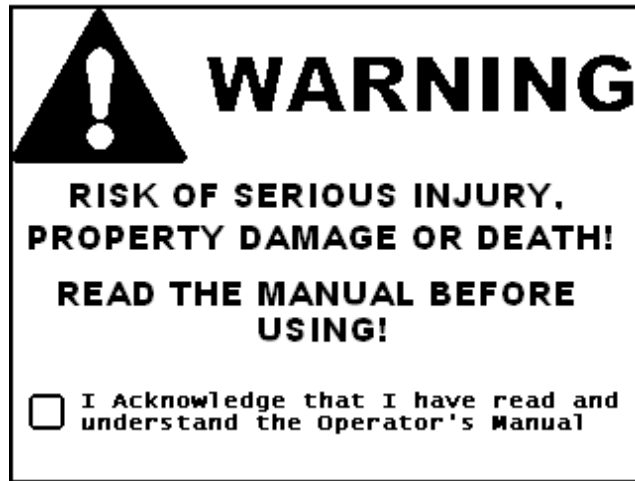 WARNING
RISK OF SERIOUS INJURY,
PROPERTY DAMAGE OR DEATH!
READ THE MANUAL BEFORE
USING!
I Acknowledge that I have read and
understand the Operator's Manual